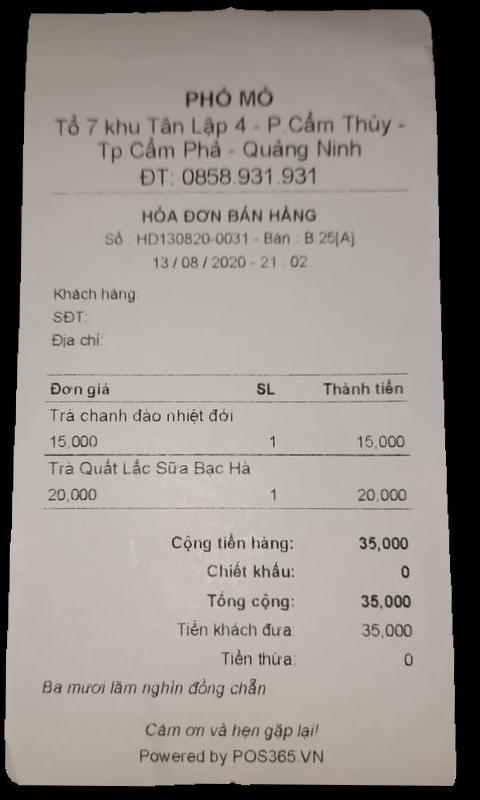 PHỐ MỎ
Tổ 7 khu Tân Lập 4 - P.Cẩm Thủy -
Tp Cẩm Phả - Quảng Ninh
ĐT: 0858.931.931
HÓA ĐƠN BÁN HÀNG
Số : HD130820-0031 - Bàn : B 25[A]
13 / 08 / 2020 - 21 : 02
Khách hàng:
SĐT:
Địa chỉ:
Đơn giá SL Thành tiền
Trà chanh đào nhiệt đới
15,000 1 15,000
Trà Quất Lắc Sữa Bạc Hà
20,000 1 20,000
Cộng tiền hàng: 35,000
Chiết khấu: 0
Tổng cộng: 35,000
Tiền khách đưa: 35,000
Tiền thừa: 0
Ba mươi lăm nghìn đồng chẵn
Cảm ơn và hẹn gặp lại!
Powered by POS365.VN